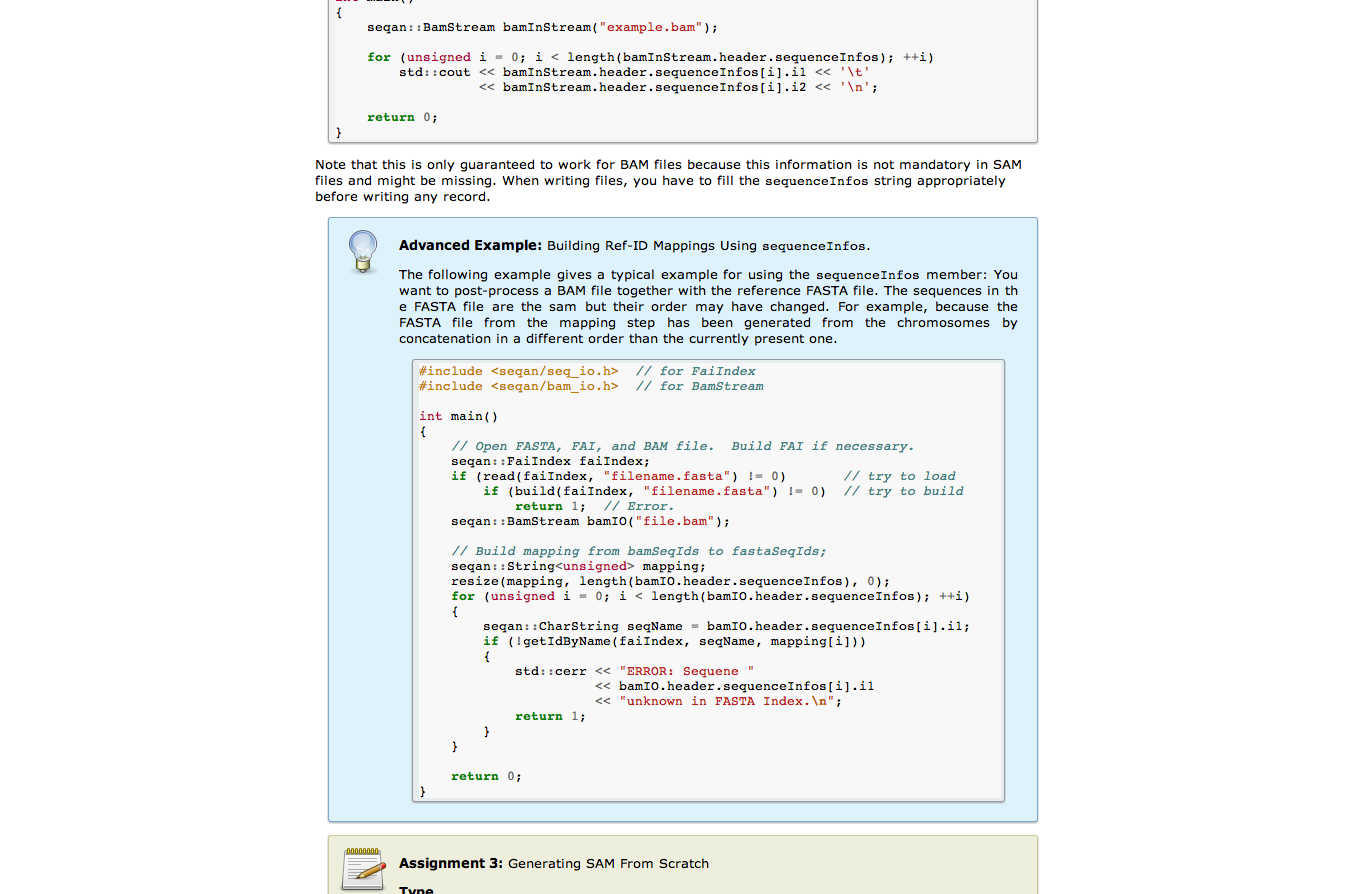 int main()
{
    seqan::BamStream bamInStream("example.bam");
    for (unsigned i = 0; i < length(bamInStream.header.sequenceInfos); ++i)
        std::cout << bamInStream.header.sequenceInfos[i].i1 << '\t'
                  << bamInStream.header.sequenceInfos[i].i2 << '\n';
    return 0;
}
Note that this is only guaranteed to work for BAM files because this information is not mandatory in SAM
files and might be missing. When writing files, you have to fill the sequenceInfos string appropriately
before writing any record.
Advanced Example: Building Ref-ID Mappings Using sequenceInfos.
The following example gives a typical example for using the sequenceInfos member: You
want to post-process a BAM file together with the reference FASTA file. The sequences in th
e FASTA file are the sam but their order may have changed. For example, because the
FASTA file from the mapping step has been generated from the chromosomes by
concatenation in a different order than the currently present one.
#include <seqan/seq_io.h>  // for FaiIndex
#include <seqan/bam_io.h>  // for BamStream
int main()
{
    // Open FASTA, FAI, and BAM file.  Build FAI if necessary.
    seqan::FaiIndex faiIndex;
    if (read(faiIndex, "filename.fasta") != 0)       // try to load
        if (build(faiIndex, "filename.fasta") != 0)  // try to build
            return 1;  // Error.
    seqan::BamStream bamIO("file.bam");
    // Build mapping from bamSeqIds to fastaSeqIds;
    seqan::String<unsigned> mapping;
    resize(mapping, length(bamIO.header.sequenceInfos), 0);
    for (unsigned i = 0; i < length(bamIO.header.sequenceInfos); ++i)
    {
        seqan::CharString seqName = bamIO.header.sequenceInfos[i].i1;
        if (!getIdByName(faiIndex, seqName, mapping[i]))
        {
            std::cerr << "ERROR: Sequene "
                      << bamIO.header.sequenceInfos[i].i1
                      << "unknown in FASTA Index.\n";
            return 1;
        }
    }
    return 0;
}
Assignment 3: Generating SAM From Scratch
Type